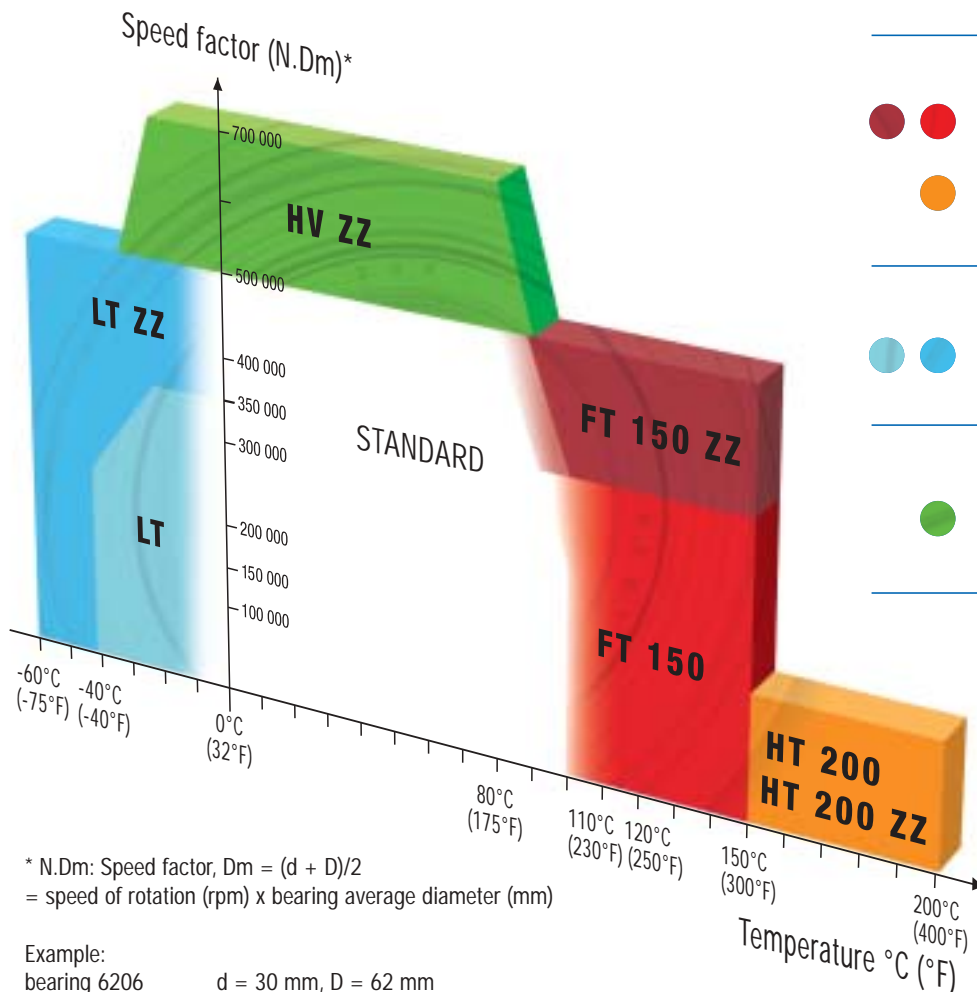 Speed factor (N.Dm)*
700 000
HV ZZ
500 000
LT ZZ
400 000
350 000
300 000
STANDARD
FT 150 ZZ
LT
200 000
150 000
100 000
FT 150
-60°C
(-75°F)
-40°C
(-40°F)
0°C
(32°F)
80°C
(175°F)
110°C
(230°F)
120°C
(250°F)
150°C
(300°F)
HT 200
HT 200 ZZ
200°C
(400°F)
Temperature °C (°F)
* N.Dm: Speed factor, Dm = (d + D)/2
= speed of rotation (rpm) x bearing average diameter (mm)
Example:
bearing 6206 d = 30 mm, D = 62 mm